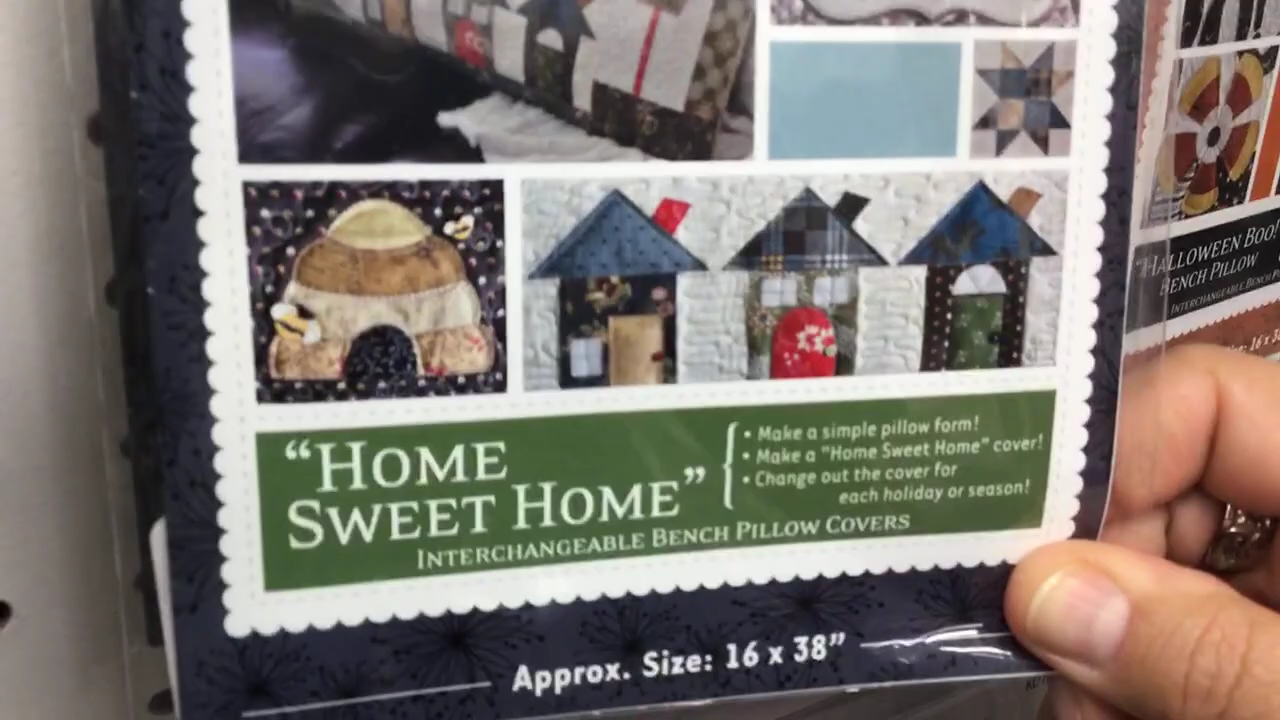 “HOME
SWEET HOME”
• Make a simple pillow form!
• Make a "Home Sweet Home" cover!
• Change out the cover for
each holiday or season!
INTERCHANGEABLE BENCH PILLOW COVERS
Approx. Size: 16 x 38”
"HALLOWEEN BOO!
BENCH PILLOW
INTERCHANGEABLE BENCH